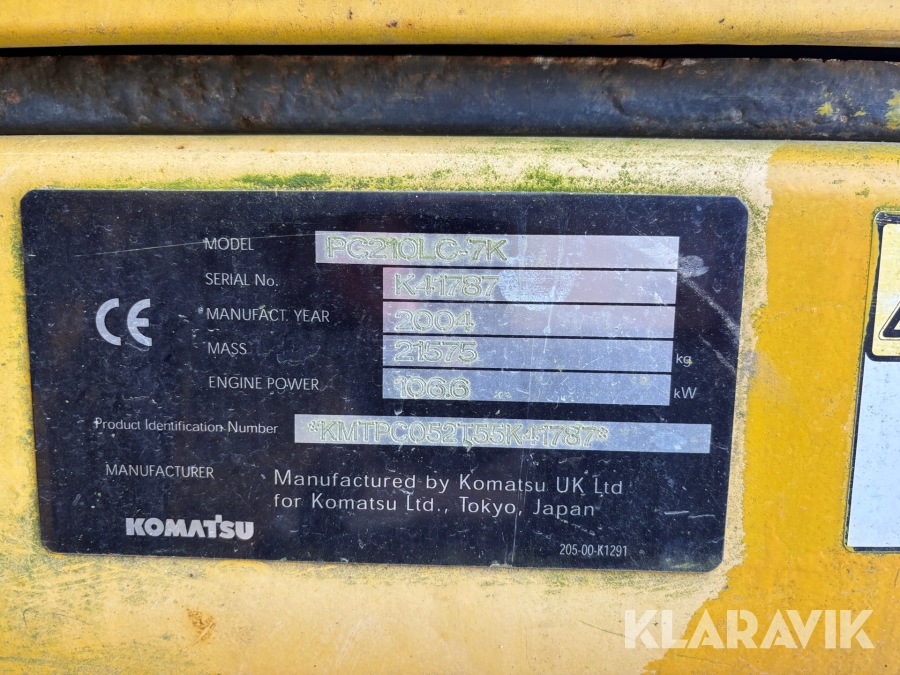 KLARAVIK
MODEL PC210LC-7K
SERIAL No. K41787
*MANUFACT. YEAR 2004
MASS 21575 kg
ENGINE POWER 106.6 kW
Product Identification Number *KMTPC052T55K41787*
MANUFACTURER Manufactured by Komatsu UK Ltd
for Komatsu Ltd., Tokyo, Japan
CE
KOMATSU
205-00-K1291
KLARAVIK